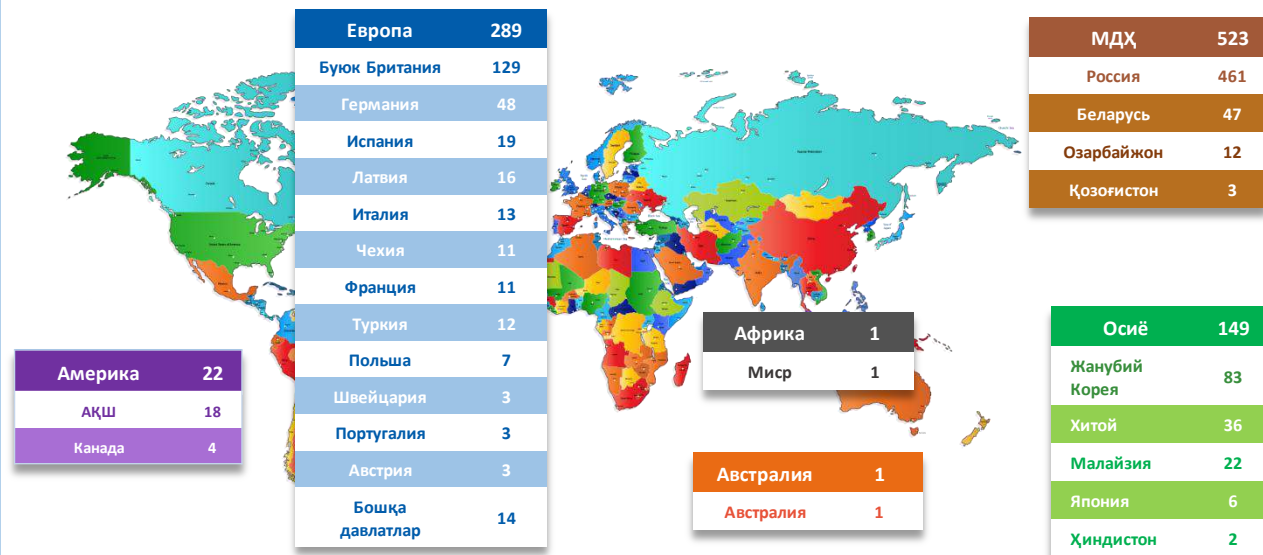 Европа 289
Буюк Британия 129
Германия 48
Испания 19
Латвия 16
Италия 13
Чехия 11
Франция 11
Туркия 12
Польша 7
Швейцария 3
Португалия 3
Австрия 3
Бошқа
давлатлар 14
МДҲ 523
Россия 461
Беларусь 47
Озарбайжон 12
Қозоғистон 3
Америка 22
АҚШ 18
Канада 4
Африка 1
Миср 1
Австралия 1
Австралия 1
Осиё 149
Жанубий
Корея 83
Хитой 36
Малайзия 22
Япония 6
Ҳиндистон 2